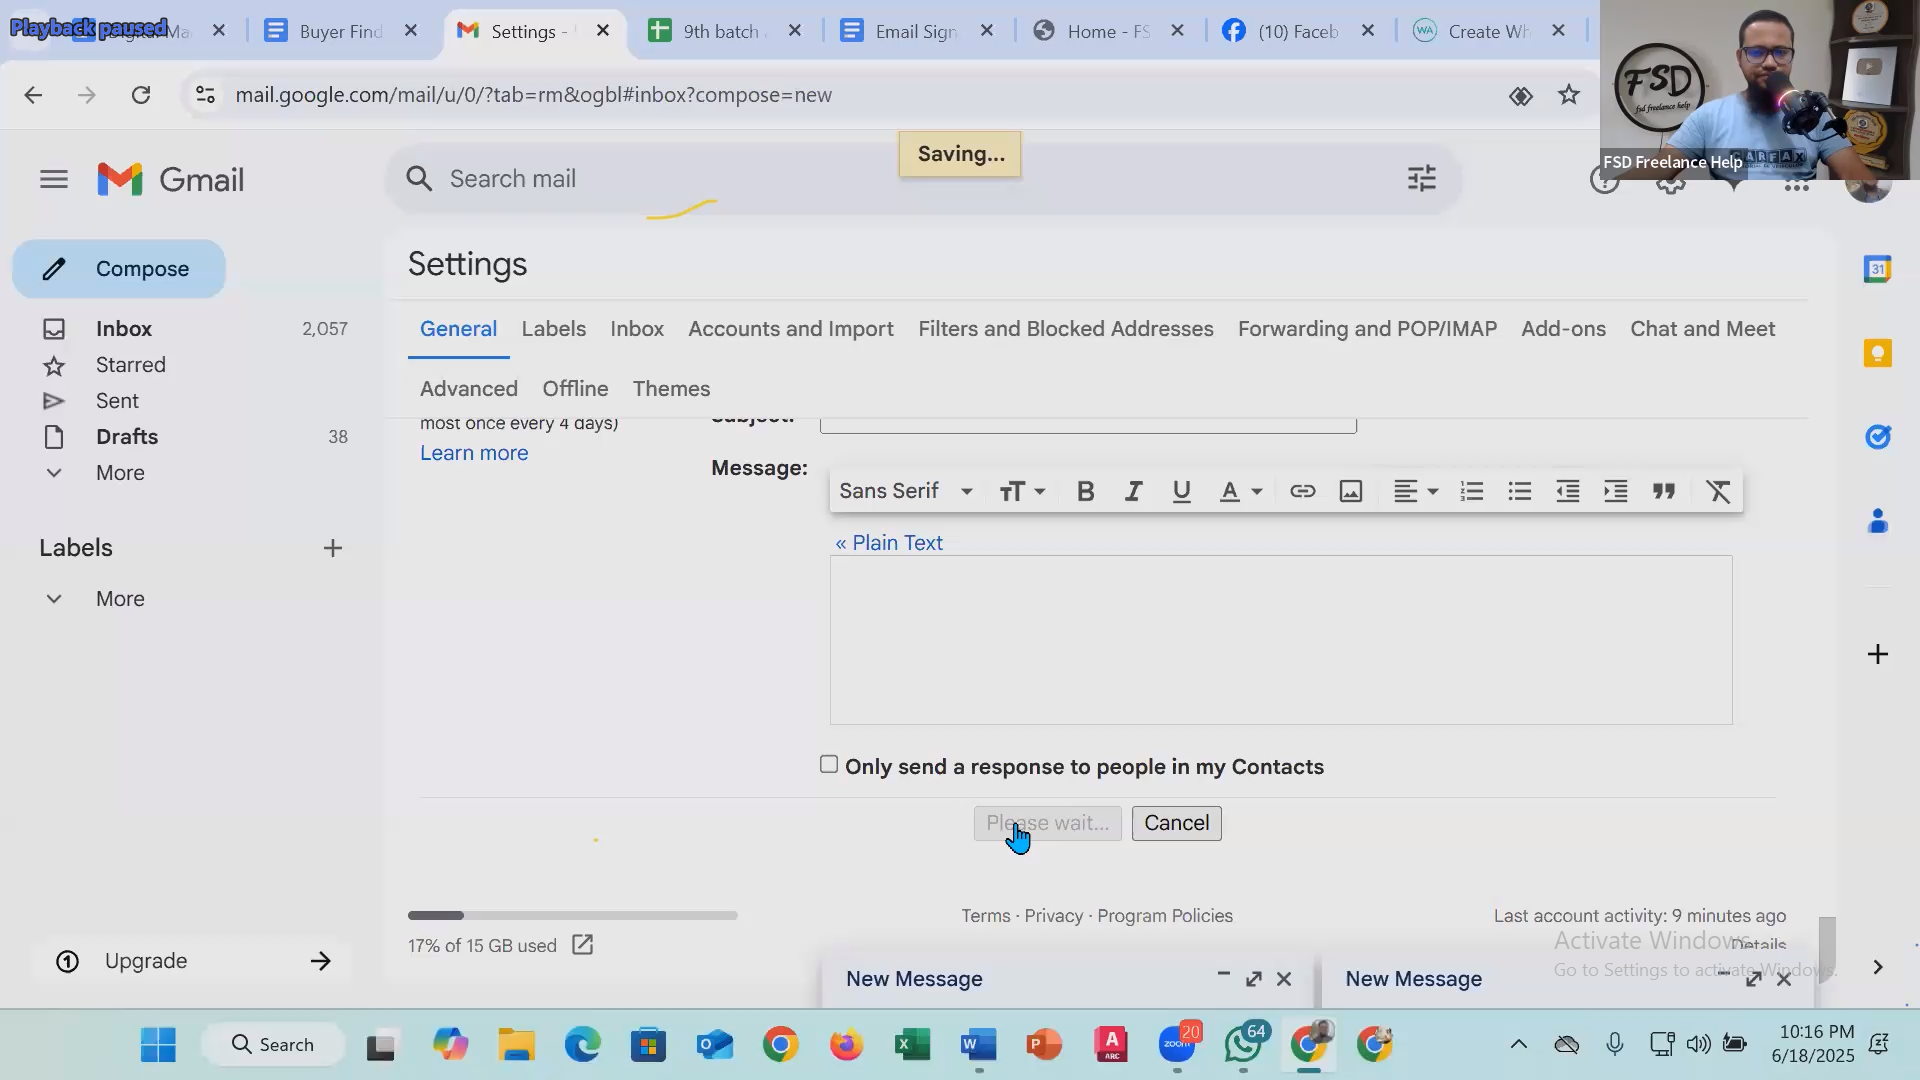 Playback paused
Buyer Find
Settings -
9th batch
Email Sign
Home - FS
(10) Faceb
WA
Create Wh
mail.google.com/mail/u/0/?tab=rm&ogbl#inbox?compose=new
FSD
fsd freelance help
CARFAX
FSD Freelance Help
Gmail
Search mail
Saving...
Compose
Inbox 2,057
Starred
Sent
Drafts 38
More
Labels
More
Upgrade
Settings
General Labels Inbox Accounts and Import Filters and Blocked Addresses Forwarding and POP/IMAP Add-ons Chat and Meet
Advanced Offline Themes
most once every 4 days)
Subject:
Learn more
Message:
Sans Serif
« Plain Text
Only send a response to people in my Contacts
Please wait... Cancel
17% of 15 GB used
Terms · Privacy · Program Policies
Last account activity: 9 minutes ago
Details
Activate Windows
Go to Settings to activate Windows.
New Message
New Message
31
Search
20
zoom
64
A
ARC
10:16 PM
6/18/2025